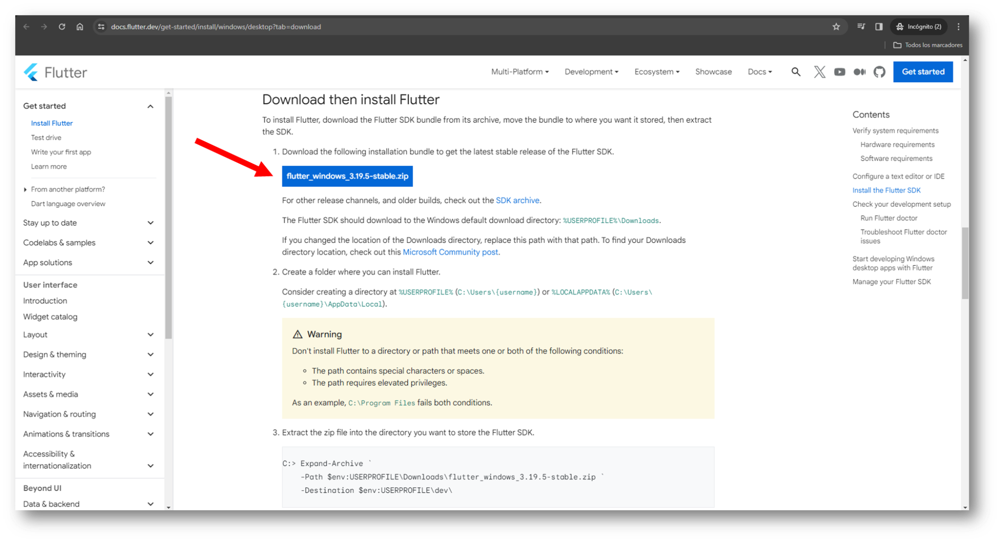 docs.flutter.dev/get-started/install/windows/desktop?tab=download
Incógnito (2)
Todos los marcadores
Flutter
Multi-Platform
Development
Ecosystem
Showcase
Docs
Get started
Get started
Install Flutter
Test drive
Write your first app
Learn more
From another platform?
Dart language overview
Stay up to date
Codelabs & samples
App solutions
User interface
Introduction
Widget catalog
Layout
Design & theming
Interactivity
Assets & media
Navigation & routing
Animations & transitions
Accessibility &
internationalization
Beyond UI
Data & backend
Download then install Flutter
To install Flutter, download the Flutter SDK bundle from its archive, move the bundle to where you want it stored, then extract
the SDK.
1. Download the following installation bundle to get the latest stable release of the Flutter SDK.
flutter_windows_3.19.5-stable.zip
For other release channels, and older builds, check out the SDK archive.
The Flutter SDK should download to the Windows default download directory: %USERPROFILE%\Downloads.
If you changed the location of the Downloads directory, replace this path with that path. To find your Downloads
directory location, check out this Microsoft Community post.
2. Create a folder where you can install Flutter.
Consider creating a directory at %USERPROFILE% (C:\Users\{username}) or %LOCALAPPDATA% (C:\Users\
{username}\AppData\Local).
Warning
Don't install Flutter to a directory or path that meets one or both of the following conditions:
The path contains special characters or spaces.
The path requires elevated privileges.
As an example, C:\Program Files fails both conditions.
3. Extract the zip file into the directory you want to store the Flutter SDK.
C:> Expand-Archive `
-Path $env:USERPROFILE\Downloads\flutter_windows_3.19.5-stable.zip `
-Destination $env:USERPROFILE\dev\
Contents
Verify system requirements
Hardware requirements
Software requirements
Configure a text editor or IDE
Install the Flutter SDK
Check your development setup
Run Flutter doctor
Troubleshoot Flutter doctor
issues
Start developing Windows
desktop apps with Flutter
Manage your Flutter SDK